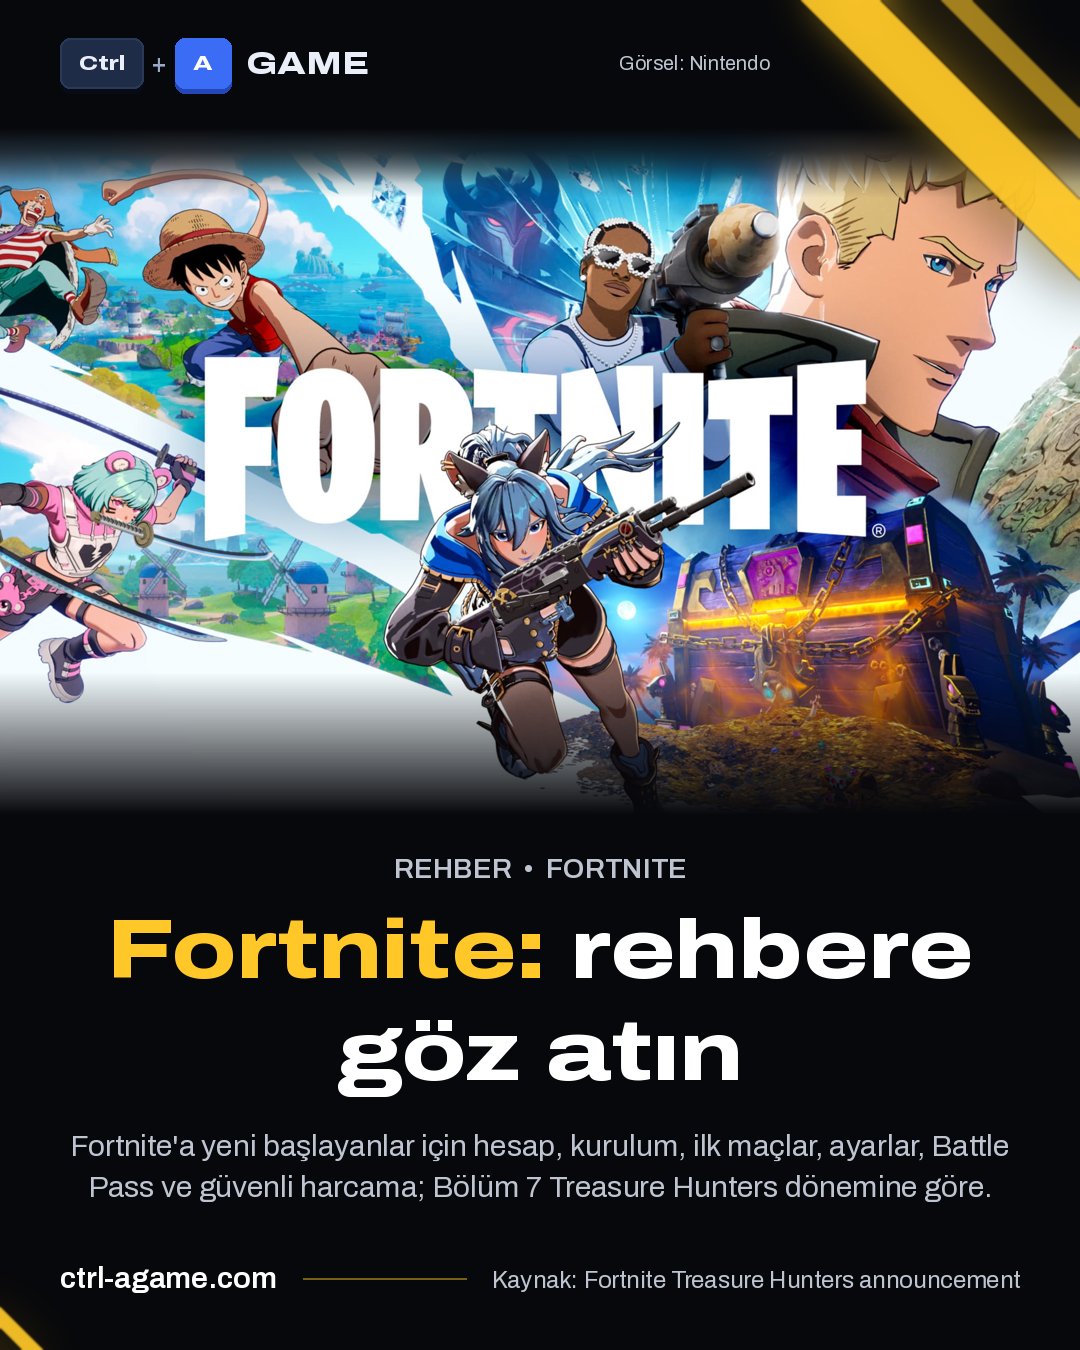 Ctrl + A GAME
Görsel: Nintendo
FORTNITE ®
REHBER • FORTNITE
Fortnite: rehbere
göz atın
Fortnite'a yeni başlayanlar için hesap, kurulum, ilk maçlar, ayarlar, Battle
Pass ve güvenli harcama; Bölüm 7 Treasure Hunters dönemine göre.
ctrl-agame.com
Kaynak: Fortnite Treasure Hunters announcement